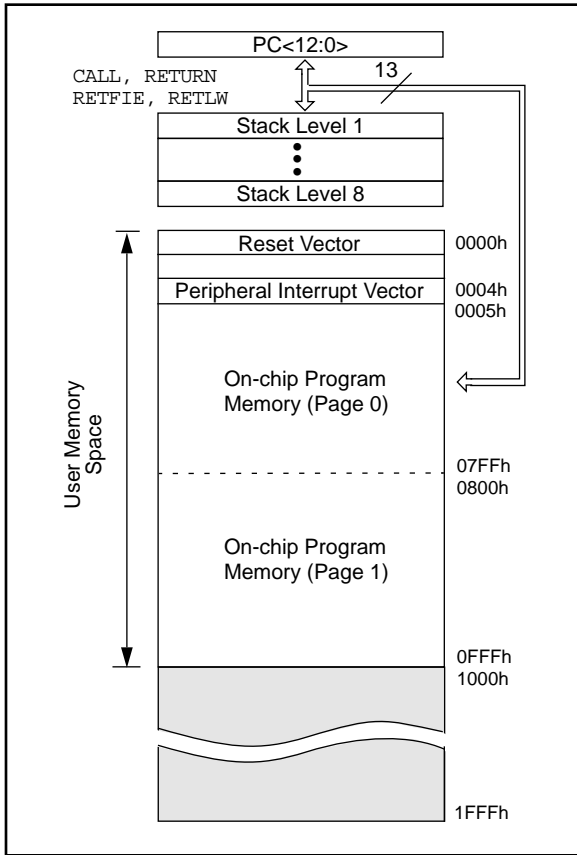 PC<12:0>
13
CALL, RETURN
RETFIE, RETLW
Stack Level 1
Stack Level 8
Reset Vector
0000h
Peripheral Interrupt Vector
0004h
0005h
On-chip Program
Memory (Page 0)
User Memory
Space
07FFh
0800h
On-chip Program
Memory (Page 1)
0FFFh
1000h
1FFFh